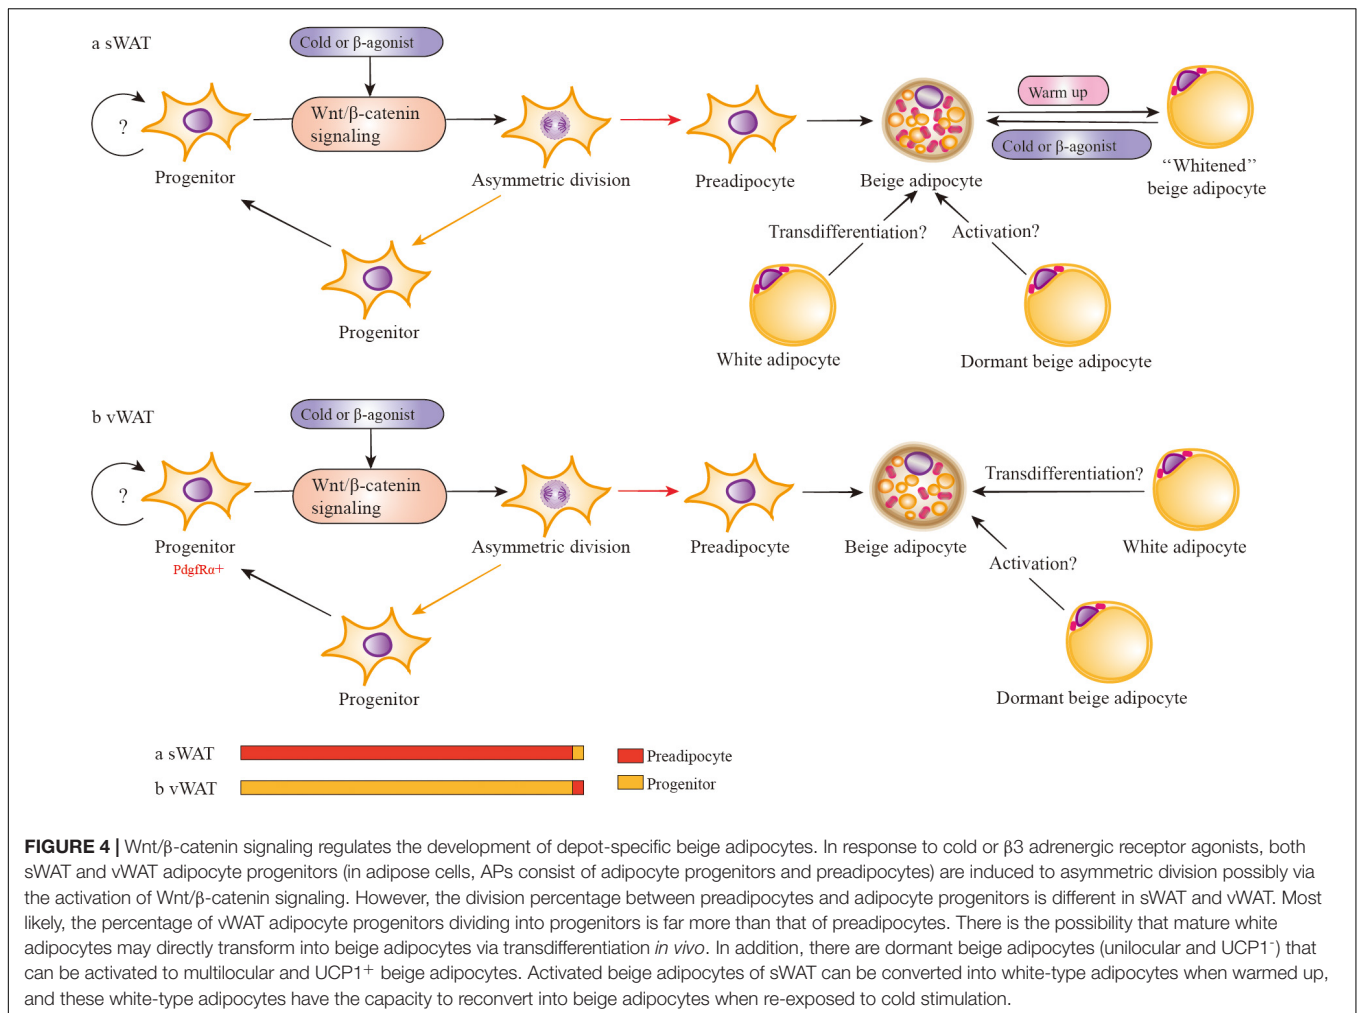 a sWAT
Cold or β-agonist
?
Wnt/β-catenin
signaling
Progenitor
Asymmetric division
Preadipocyte
Beige adipocyte
Warm up
Cold or β-agonist
“Whitened”
beige adipocyte
Transdifferentiation?
Activation?
Progenitor
White adipocyte
Dormant beige adipocyte
b vWAT
Cold or β-agonist
?
Wnt/β-catenin
signaling
Progenitor
PdgfRα+
Asymmetric division
Preadipocyte
Beige adipocyte
Transdifferentiation?
White adipocyte
Activation?
Progenitor
Dormant beige adipocyte
a sWAT
Preadipocyte
b vWAT
Progenitor
FIGURE 4 | Wnt/β-catenin signaling regulates the development of depot-specific beige adipocytes. In response to cold or β3 adrenergic receptor agonists, both
sWAT and vWAT adipocyte progenitors (in adipose cells, APs consist of adipocyte progenitors and preadipocytes) are induced to asymmetric division possibly via
the activation of Wnt/β-catenin signaling. However, the division percentage between preadipocytes and adipocyte progenitors is different in sWAT and vWAT. Most
likely, the percentage of vWAT adipocyte progenitors dividing into progenitors is far more than that of preadipocytes. There is the possibility that mature white
adipocytes may directly transform into beige adipocytes via transdifferentiation in vivo. In addition, there are dormant beige adipocytes (unilocular and UCP1⁻) that
can be activated to multilocular and UCP1⁺ beige adipocytes. Activated beige adipocytes of sWAT can be converted into white-type adipocytes when warmed up,
and these white-type adipocytes have the capacity to reconvert into beige adipocytes when re-exposed to cold stimulation.